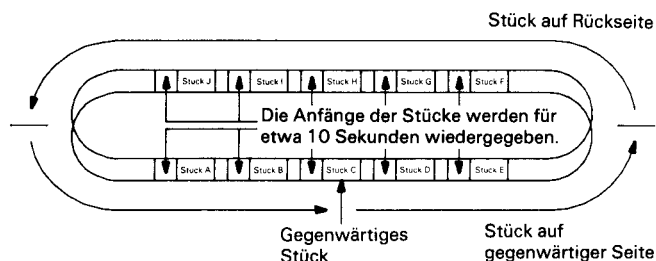 Stück auf Rückseite
Stuck J Stuck I Stuck H Stuck G Stuck F
Die Anfänge der Stücke werden für
etwa 10 Sekunden wiedergegeben.
Stuck A Stuck B Stuck C Stuck D Stuck E
Gegenwärtiges
Stück
Stück auf
gegenwärtiger Seite